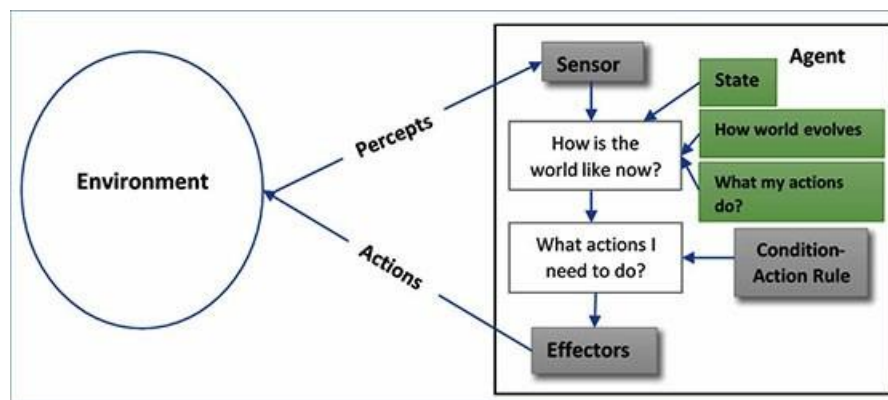 Agent
Sensor
State
How world evolves
What my actions
do?
How is the
world like now?
Percepts
Environment
Actions
What actions I
need to do?
Condition-
Action Rule
Effectors